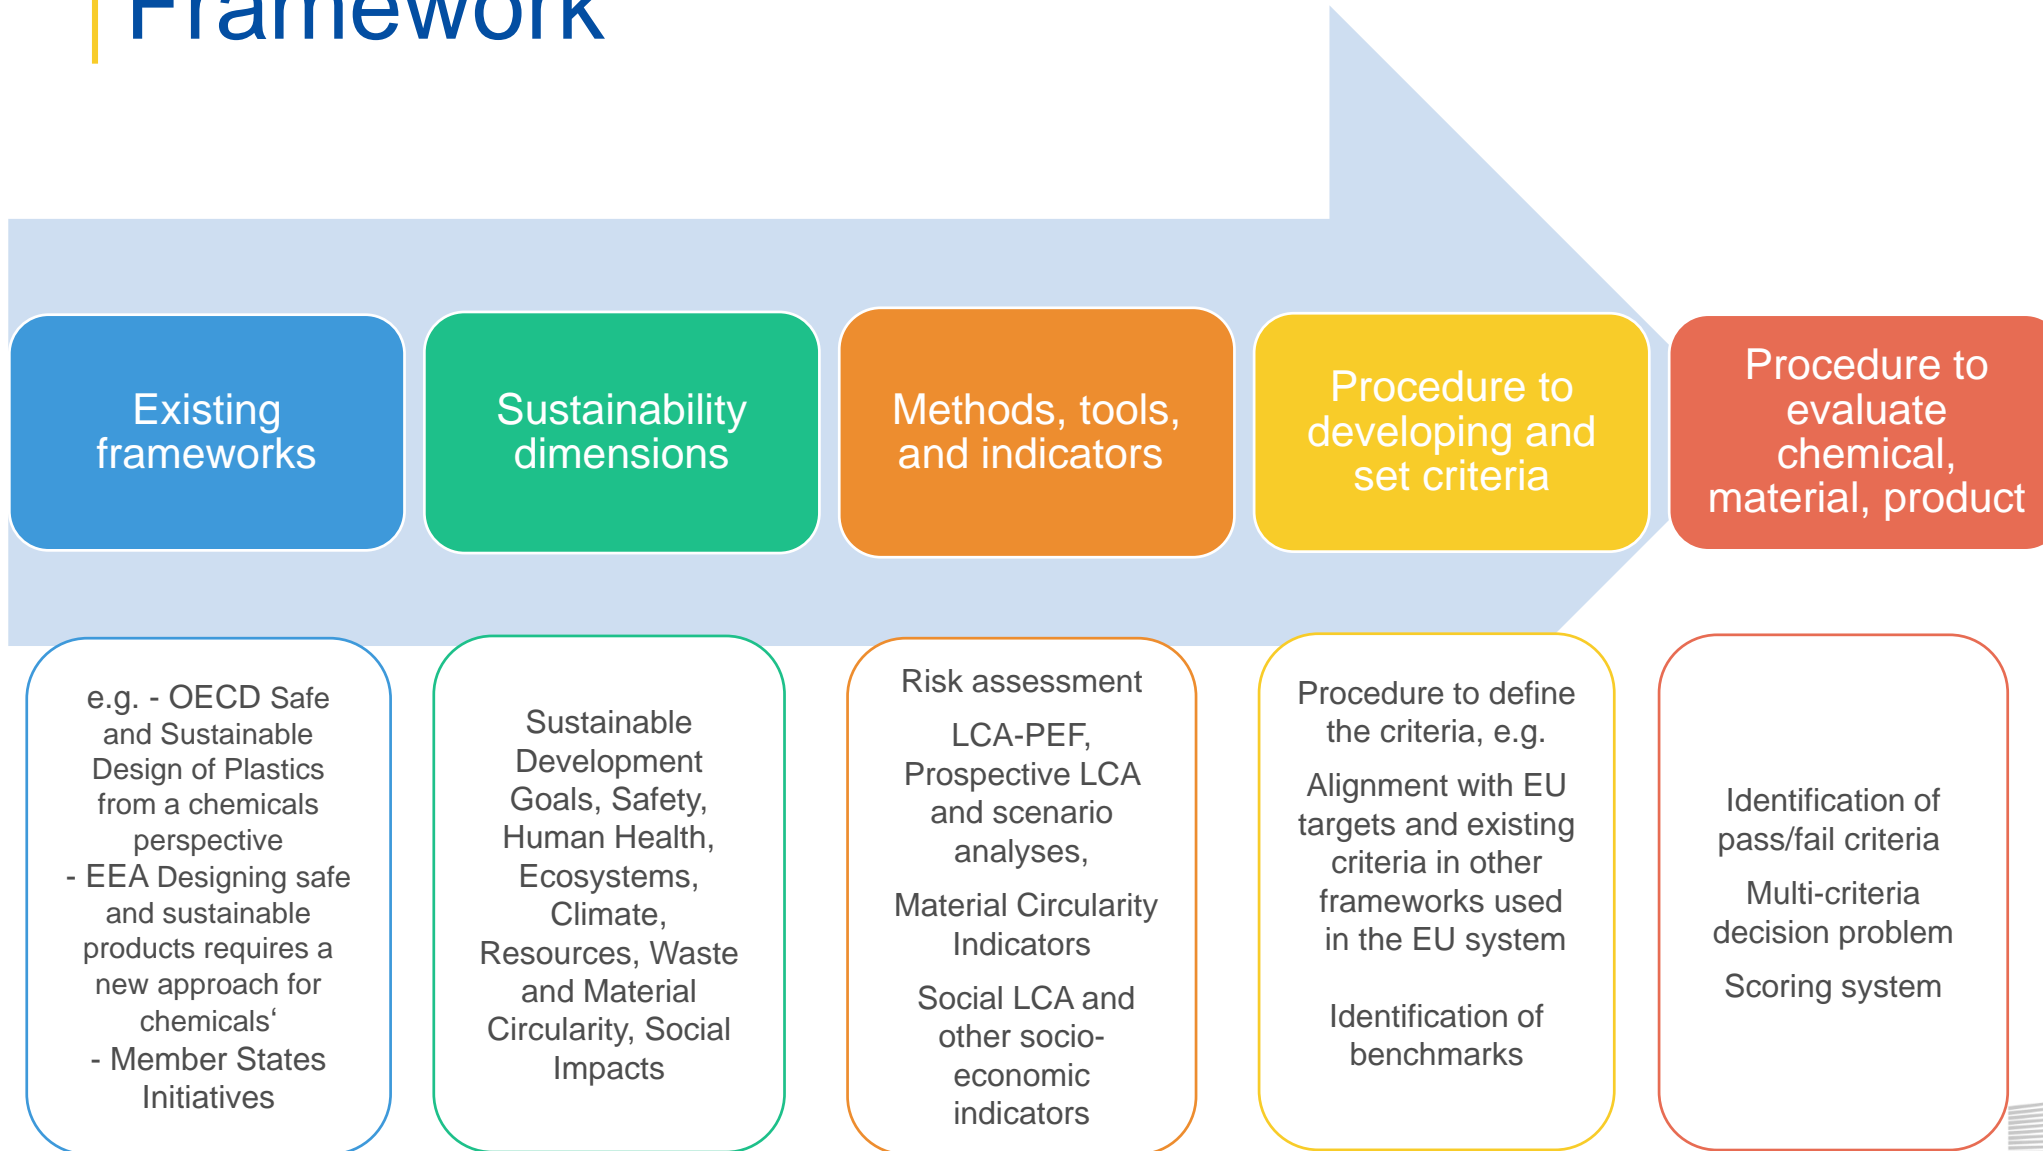 Framework
Existing
frameworks
Sustainability
dimensions
Methods, tools,
and indicators
Procedure to
developing and
set criteria
Procedure to
evaluate
chemical,
material, product
e.g. - OECD Safe
and Sustainable
Design of Plastics
from a chemicals
perspective
- EEA Designing safe
and sustainable
products requires a
new approach for
chemicals‘
- Member States
Initiatives
Sustainable
Development
Goals, Safety,
Human Health,
Ecosystems,
Climate,
Resources, Waste
and Material
Circularity, Social
Impacts
Risk assessment
LCA-PEF,
Prospective LCA
and scenario
analyses,
Material Circularity
Indicators
Social LCA and
other socio-
economic
indicators
Procedure to define
the criteria, e.g.
Alignment with EU
targets and existing
criteria in other
frameworks used
in the EU system
Identification of
benchmarks
Identification of
pass/fail criteria
Multi-criteria
decision problem
Scoring system